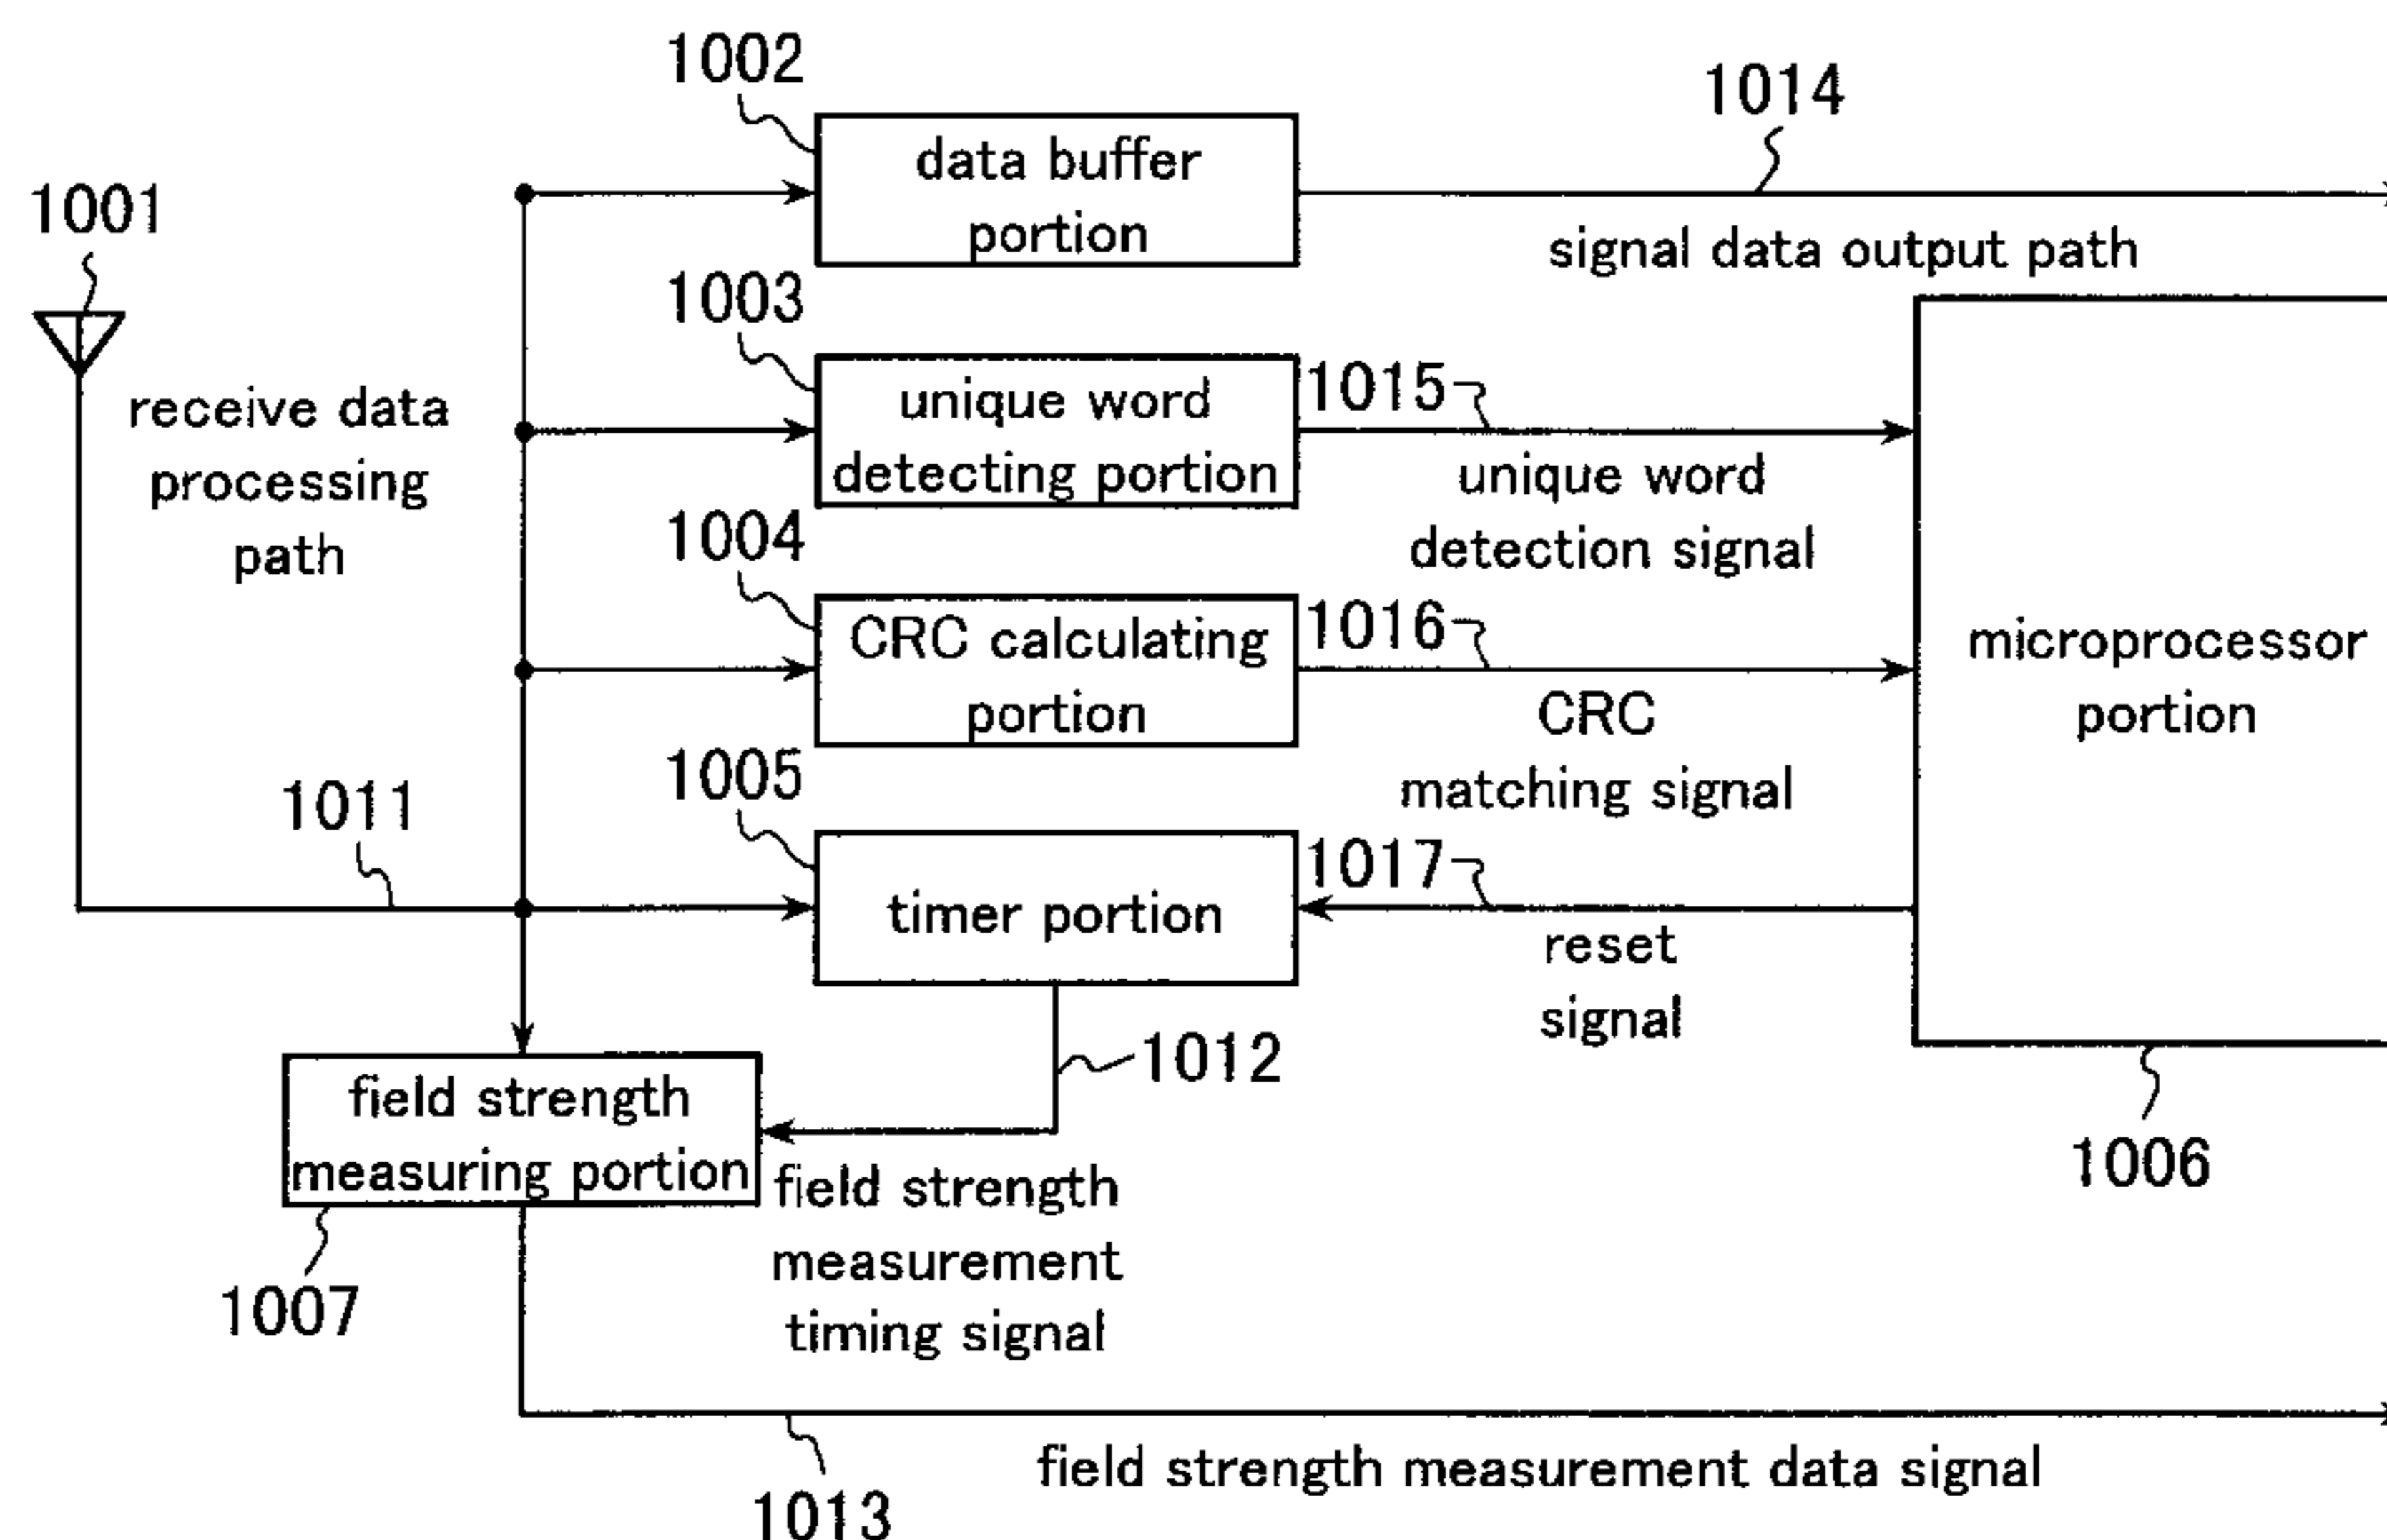 1002
1014
data buffer
portion
1001
signal data output path
1003
unique word
detecting portion
1015
receive data
processing
path
unique word
detection signal
1004
CRC calculating
portion
1016
microprocessor
portion
CRC
matching signal
1005
1011
timer portion
1017
reset
signal
1012
field strength
measuring portion
1006
field strength
measurement
timing signal
1007
field strength measurement data signal
1013